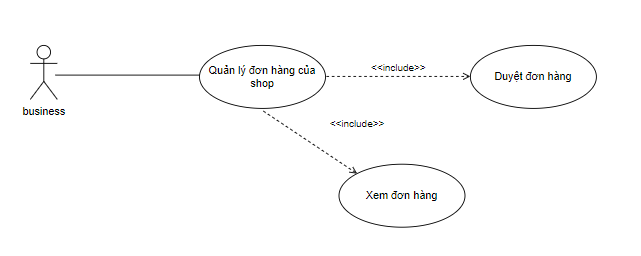 business
Quản lý đơn hàng của
shop
<<include>>
Duyệt đơn hàng
<<include>>
Xem đơn hàng